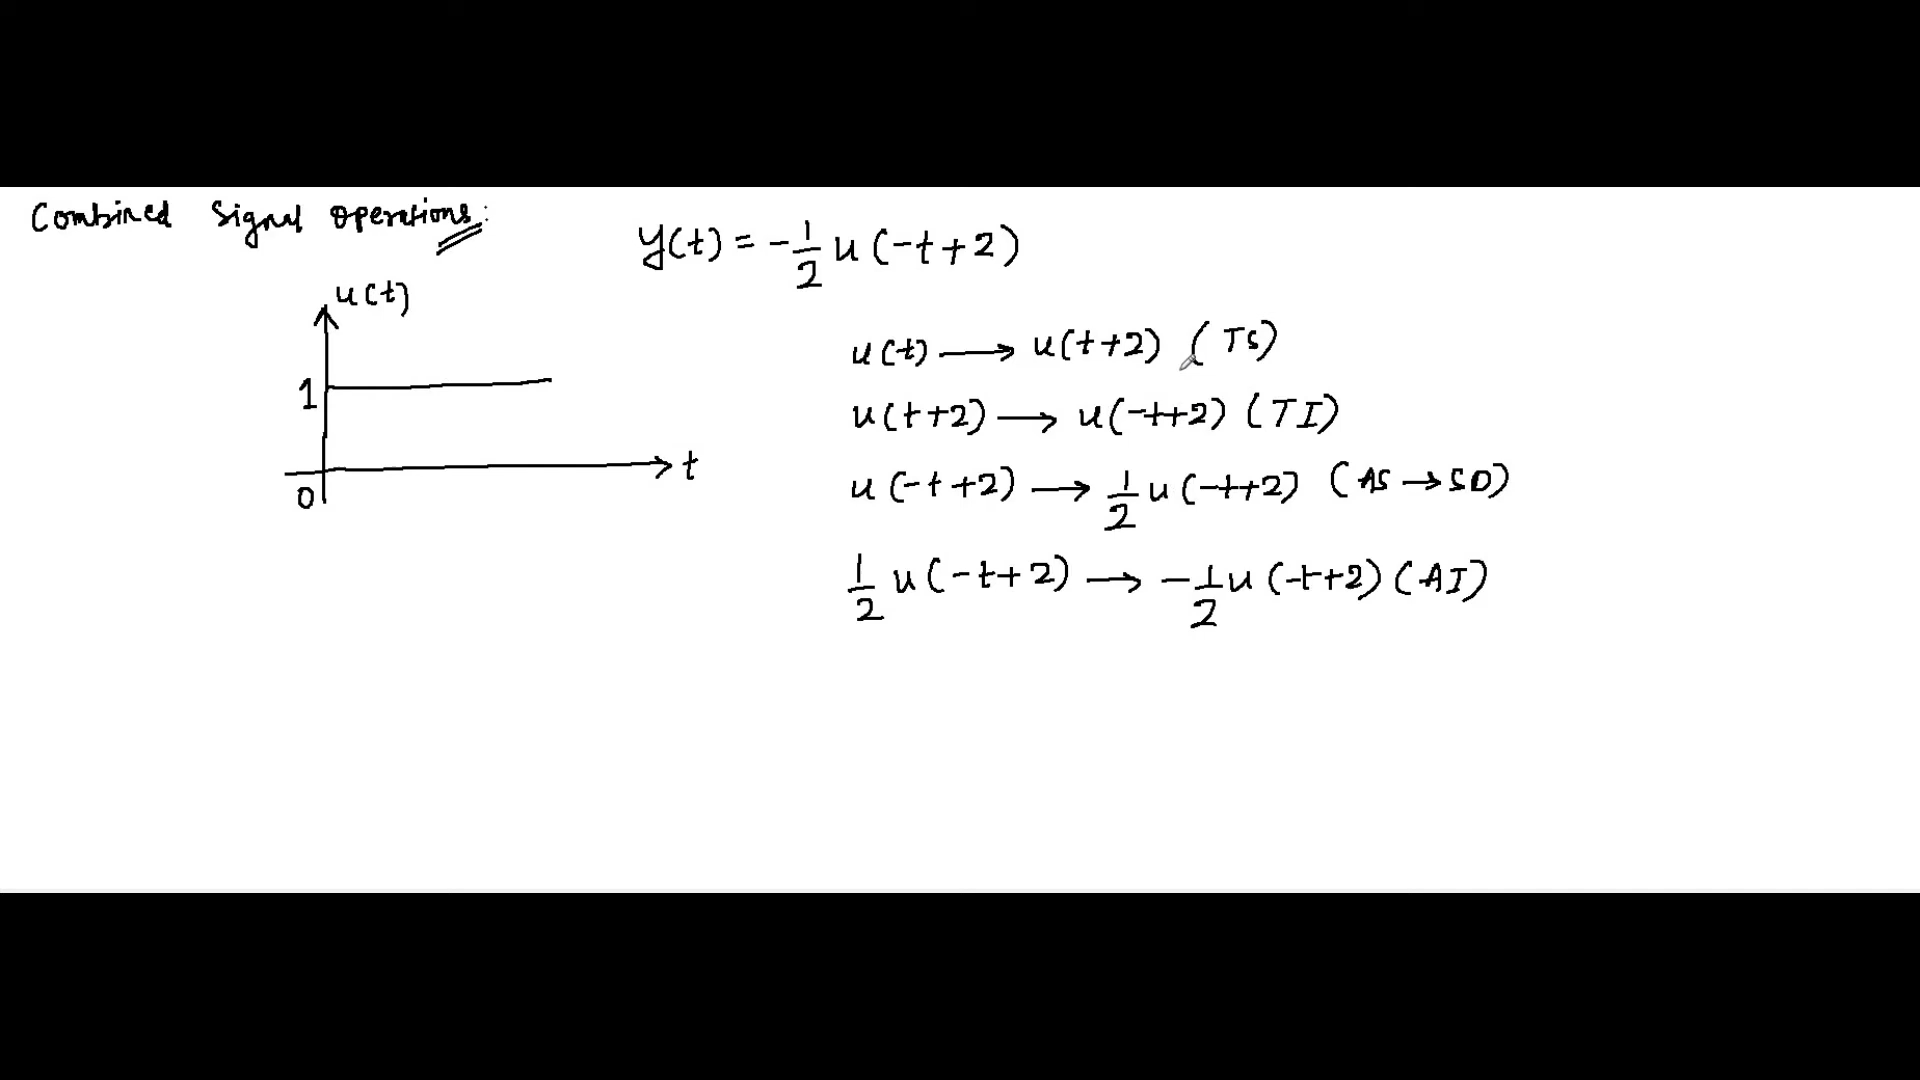 Combined Signal Operations:
y(t) = -1/2 u(-t+2)
u(t)
1
0
t
u(t) → u(t+2) (TS)
u(t+2) → u(-t+2) (TI)
u(-t+2) → 1/2 u(-t+2) (AS → SD)
1/2 u(-t+2) → -1/2 u(-t+2) (AI)